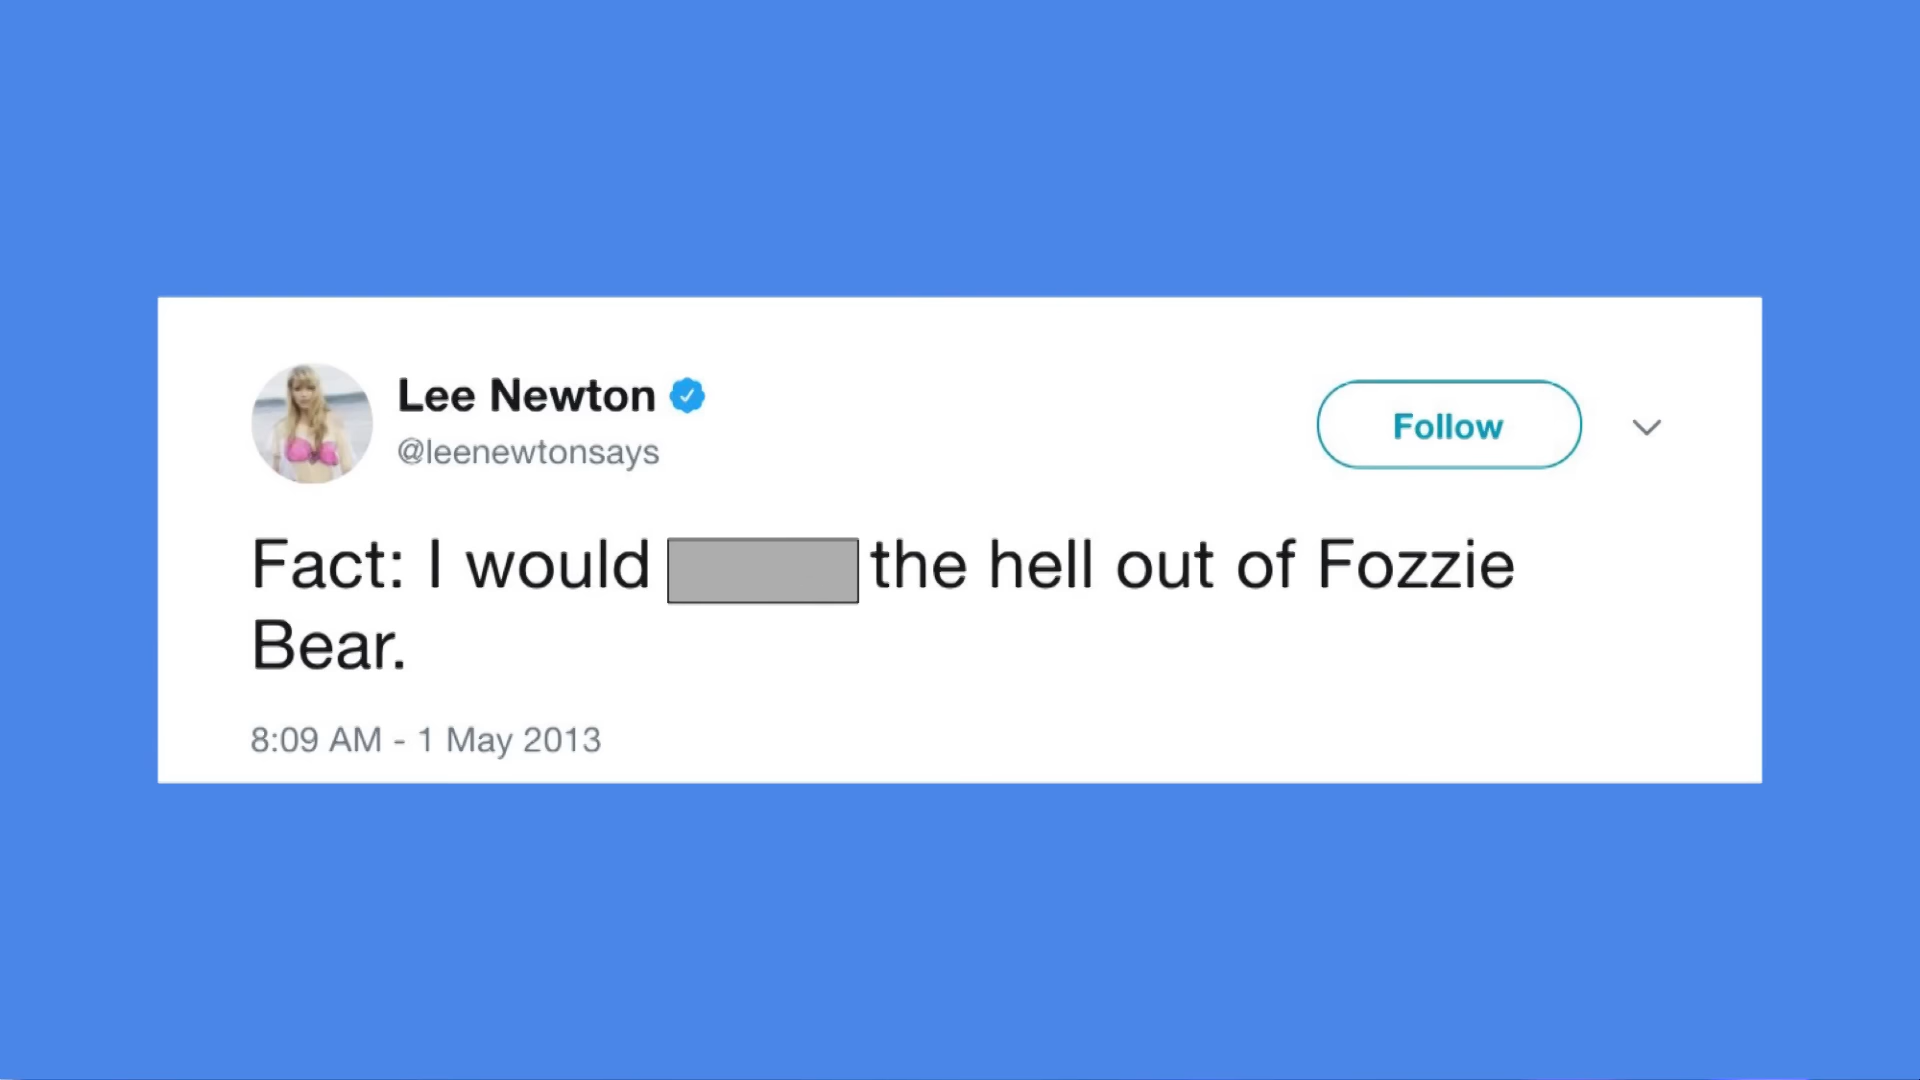 Lee Newton
@leenewtonsays
Follow
Fact: I would the hell out of Fozzie
Bear.
8:09 AM - 1 May 2013